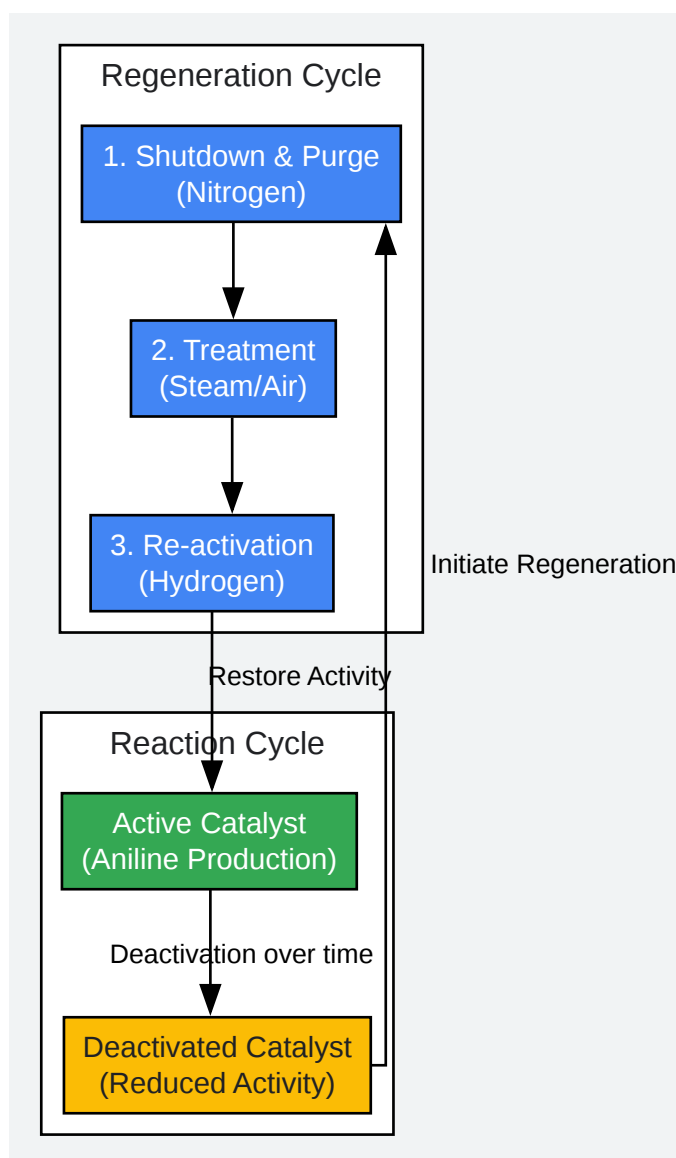 Regeneration Cycle
1. Shutdown & Purge
(Nitrogen)
2. Treatment
(Steam/Air)
3. Re-activation
(Hydrogen)
Initiate Regeneration
Restore Activity
Reaction Cycle
Active Catalyst
(Aniline Production)
Deactivation over time
Deactivated Catalyst
(Reduced Activity)